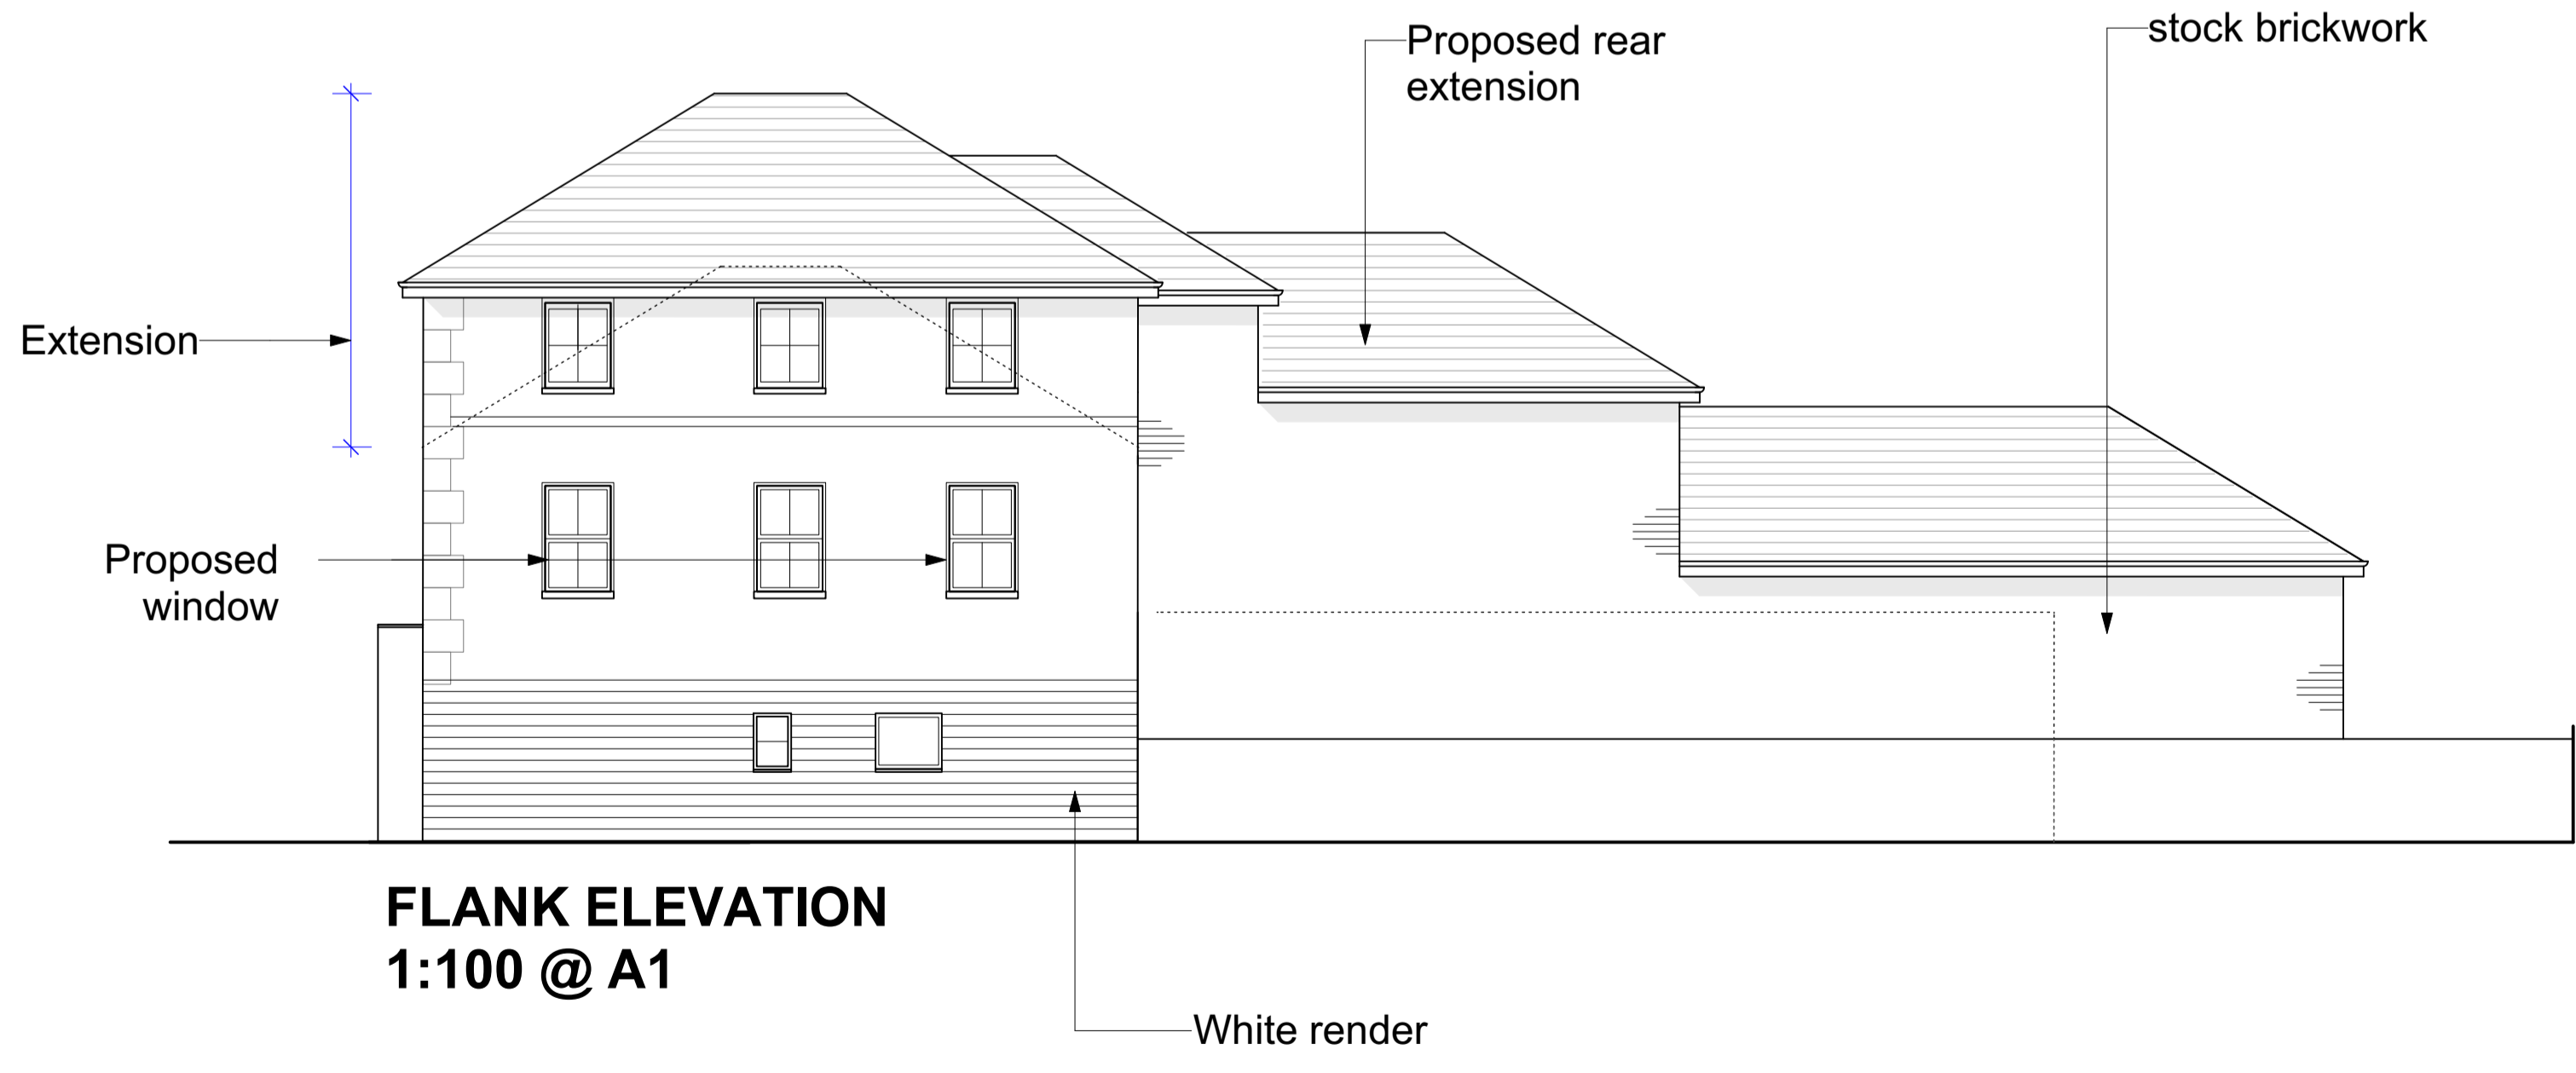 stock brickwork
Proposed rear
extension
Extension
Proposed
window
FLANK ELEVATION
1:100 @ A1
White render